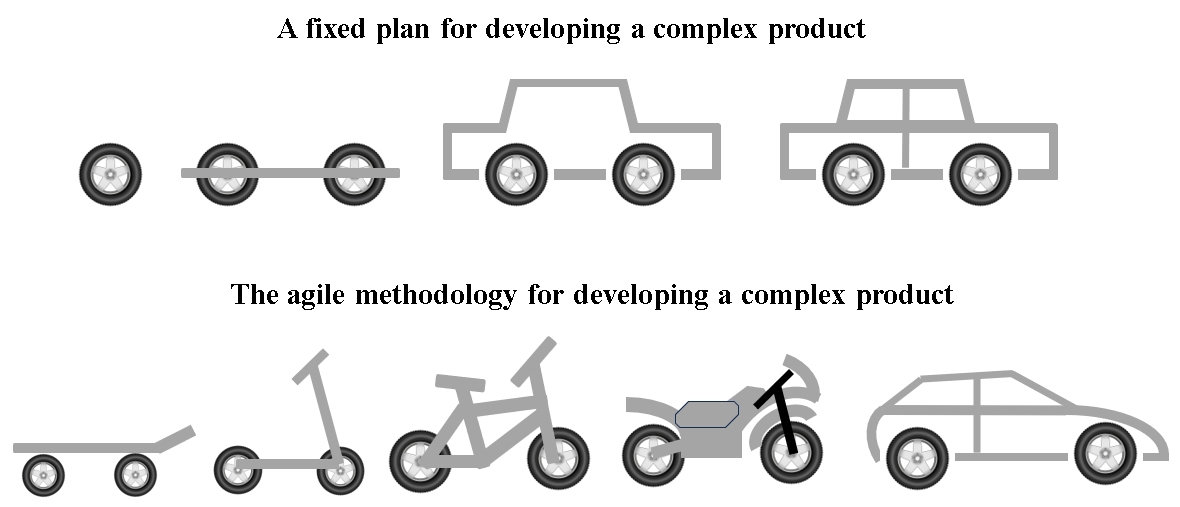 A fixed plan for developing a complex product
The agile methodology for developing a complex product